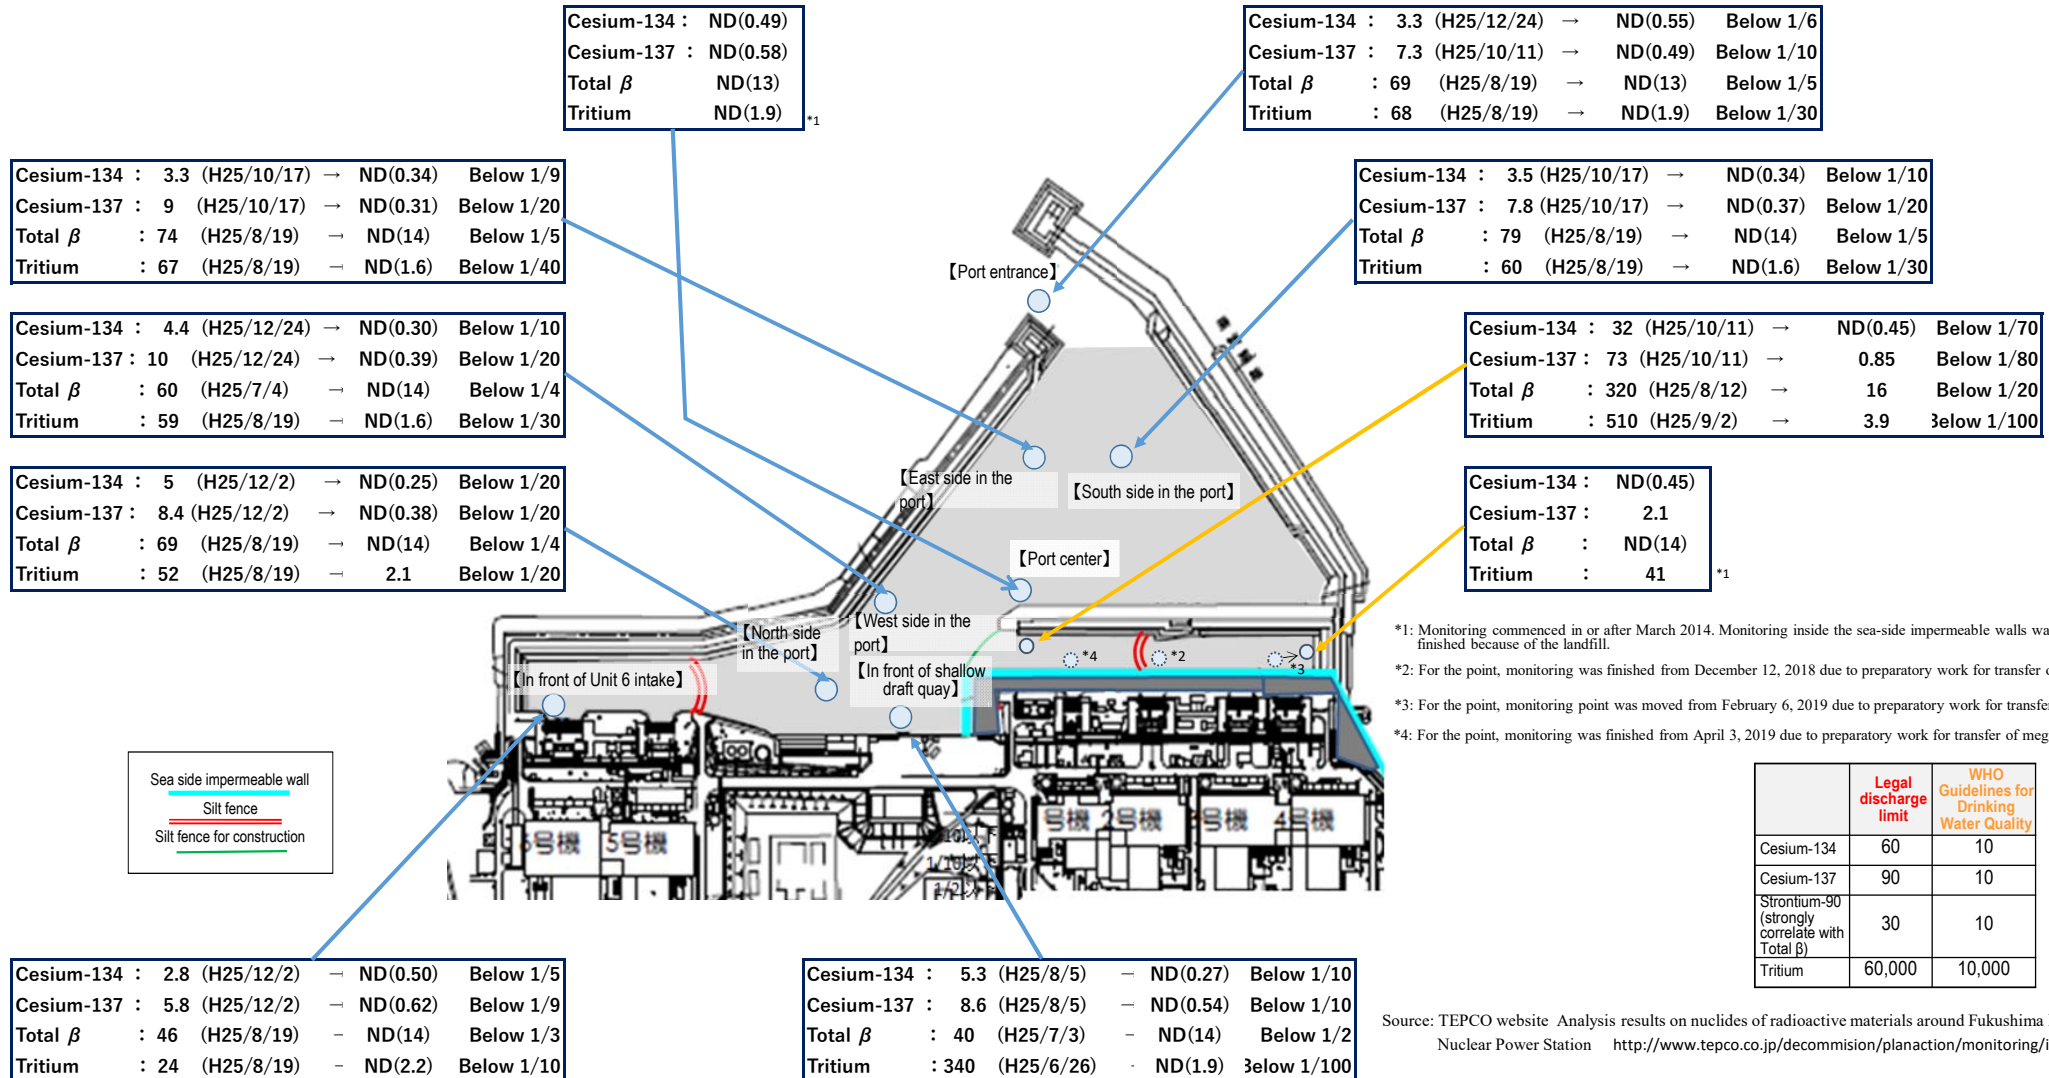 Cesium-134： ND(0.49)
Cesium-137： ND(0.58)
Total β ND(13)
Tritium ND(1.9) *1
Cesium-134： 3.3 (H25/12/24) → ND(0.55) Below 1/6
Cesium-137： 7.3 (H25/10/11) → ND(0.49) Below 1/10
Total β ： 69 (H25/8/19) → ND(13) Below 1/5
Tritium ： 68 (H25/8/19) → ND(1.9) Below 1/30
Cesium-134： 3.3 (H25/10/17) → ND(0.34) Below 1/9
Cesium-137： 9 (H25/10/17) → ND(0.31) Below 1/20
Total β ： 74 (H25/8/19) → ND(14) Below 1/5
Tritium ： 67 (H25/8/19) → ND(1.6) Below 1/40
Cesium-134： 3.5 (H25/10/17) → ND(0.34) Below 1/10
Cesium-137： 7.8 (H25/10/17) → ND(0.37) Below 1/20
Total β ： 79 (H25/8/19) → ND(14) Below 1/5
Tritium ： 60 (H25/8/19) → ND(1.6) Below 1/30
Cesium-134： 4.4 (H25/12/24) → ND(0.30) Below 1/10
Cesium-137： 10 (H25/12/24) → ND(0.39) Below 1/20
Total β ： 60 (H25/7/4) → ND(14) Below 1/4
Tritium ： 59 (H25/8/19) → ND(1.6) Below 1/30
Cesium-134： 32 (H25/10/11) → ND(0.45) Below 1/70
Cesium-137： 73 (H25/10/11) → 0.85 Below 1/80
Total β ： 320 (H25/8/12) → 16 Below 1/20
Tritium ： 510 (H25/9/2) → 3.9 Below 1/100
Cesium-134： 5 (H25/12/2) → ND(0.25) Below 1/20
Cesium-137： 8.4 (H25/12/2) → ND(0.38) Below 1/20
Total β ： 69 (H25/8/19) → ND(14) Below 1/4
Tritium ： 52 (H25/8/19) → 2.1 Below 1/20
Cesium-134： ND(0.45)
Cesium-137： 2.1
Total β ： ND(14)
Tritium ： 41 *1
【Port entrance】
【East side in the
port】
【South side in the port】
【Port center】
【West side in the
port】
【North side
in the port】
【In front of shallow
draft quay】
【In front of Unit 6 intake】
*4
*2
*3
*1: Monitoring commenced in or after March 2014. Monitoring inside the sea-side impermeable walls wa
finished because of the landfill.
*2: For the point, monitoring was finished from December 12, 2018 due to preparatory work for transfer o
*3: For the point, monitoring point was moved from February 6, 2019 due to preparatory work for transfe
*4: For the point, monitoring was finished from April 3, 2019 due to preparatory work for transfer of meg
Sea side impermeable wall
Silt fence
Silt fence for construction
6号機 5号機
号機 2号機 号機 4号機
Legal discharge limit WHO Guidelines for Drinking Water Quality
Cesium-134 60 10
Cesium-137 90 10
Strontium-90 (strongly correlate with Total β) 30 10
Tritium 60,000 10,000
Cesium-134： 2.8 (H25/12/2) → ND(0.50) Below 1/5
Cesium-137： 5.8 (H25/12/2) → ND(0.62) Below 1/9
Total β ： 46 (H25/8/19) → ND(14) Below 1/3
Tritium ： 24 (H25/8/19) → ND(2.2) Below 1/10
Cesium-134： 5.3 (H25/8/5) → ND(0.27) Below 1/10
Cesium-137： 8.6 (H25/8/5) → ND(0.54) Below 1/10
Total β ： 40 (H25/7/3) → ND(14) Below 1/2
Tritium ： 340 (H25/6/26) → ND(1.9) Below 1/100
Source: TEPCO website Analysis results on nuclides of radioactive materials around Fukushima
Nuclear Power Station http://www.tepco.co.jp/decommision/planaction/monitoring/i